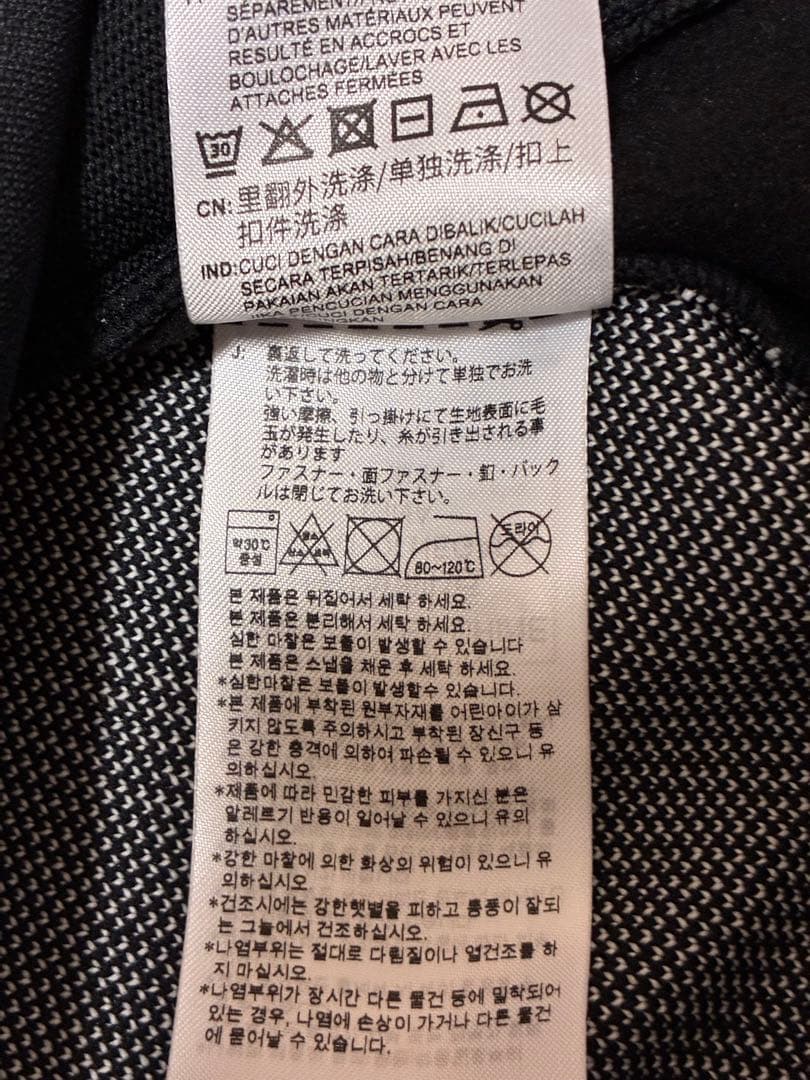 SÉPAREMENT/
D'AUTRES MATÉRIAUX PEUVENT
RESULTÉ EN ACCROCS ET
BOULOCHAGE/LAVER AVEC LES
ATTACHES FERMÉES
30
CN:里翻外洗涤/单独洗涤/扣上
扣件洗涤
IND:CUCI DENGAN CARA DIBALIK/CUCILAH
SECARA TERPISAH/BENANG DI
PAKAIAN AKAN TERTARIK/TERLEPAS
JIKA PENCUCIAN MENGGUNAKAN
/CUCI DENGAN CARA
J: 裏返して洗ってください。
洗濯時は他の物と分けて単独でお洗
い下さい。
強い摩擦、引っ掛けにて生地表面に毛
玉が発生したり、糸が引き出される事
があります
ファスナー・面ファスナー・釦・バック
ルは閉じてお洗い下さい。
약30℃
중성
80~120℃
드라이
본 제품은 뒤집어서 세탁 하세요.
본 제품은 분리해서 세탁 하세요.
심한 마찰은 보풀이 발생할 수 있습니다
본 제품은 스냅을 채운 후 세탁 하세요.
*심한마찰은 보풀이 발생할수 있습니다.
*본 제품에 부착된 원부자재를 어린아이가 삼
키지 않도록 주의하시고 부착된 장신구 등
은 강한 충격에 의하여 파손될 수 있으니 유
의하십시오.
*제품에 따라 민감한 피부를 가지신 분은
알레르기 반응이 일어날 수 있으니 유의
하십시오.
*강한 마찰에 의한 화상의 위험이 있으니 유
의하십시오
*건조시에는 강한햇볕을 피하고 통풍이 잘되
는 그늘에서 건조하십시오.
*나염부위는 절대로 다림질이나 열건조를 하
지 마십시오.
*나염부위가 장시간 다른 물건 등에 밀착되어
있는 경우, 나염에 손상이 가거나 다른 물건
에 묻어날 수 있습니다.